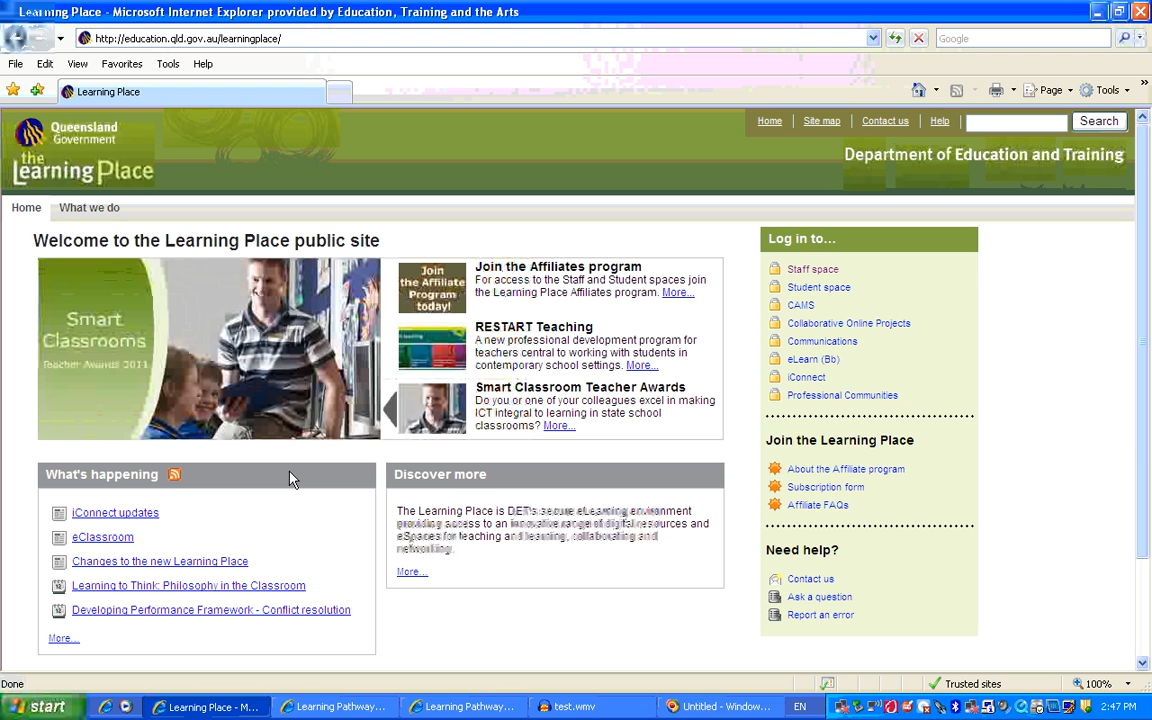 Learning Place - Microsoft Internet Explorer provided by Education, Training and the Arts
http://education.qld.gov.au/learningplace/
Google
File Edit View Favorites Tools Help
Learning Place
Page Tools
Queensland
Government
the
Learning Place
Home Site map Contact us Help Search
Department of Education and Training
Home What we do
Welcome to the Learning Place public site
Smart
Classrooms
Teacher Awards 2011
Join
the Affiliate
Program
today!
Join the Affiliates program
For access to the Staff and Student spaces join
the Learning Place Affiliates program. More...
RESTART Teaching
A new professional development program for
teachers central to working with students in
contemporary school settings. More...
Smart Classroom Teacher Awards
Do you or one of your colleagues excel in making
ICT integral to learning in state school
classrooms? More...
Log in to...
Staff space
Student space
CAMS
Collaborative Online Projects
Communications
eLearn (Bb)
iConnect
Professional Communities
Join the Learning Place
About the Affiliate program
Subscription form
Affiliate FAQs
Need help?
Contact us
Ask a question
Report an error
What's happening
iConnect updates
eClassroom
Changes to the new Learning Place
Learning to Think: Philosophy in the Classroom
Developing Performance Framework - Conflict resolution
More...
Discover more
The Learning Place is DET's secure eLearning environment
providing access to an innovative range of digital resources and
eSpaces for teaching and learning, collaborating and
networking.
More...
Done
Trusted sites
100%
start
Learning Place - M...
Learning Pathway...
Learning Pathway...
test.wmv
Untitled - Window...
EN
2:47 PM